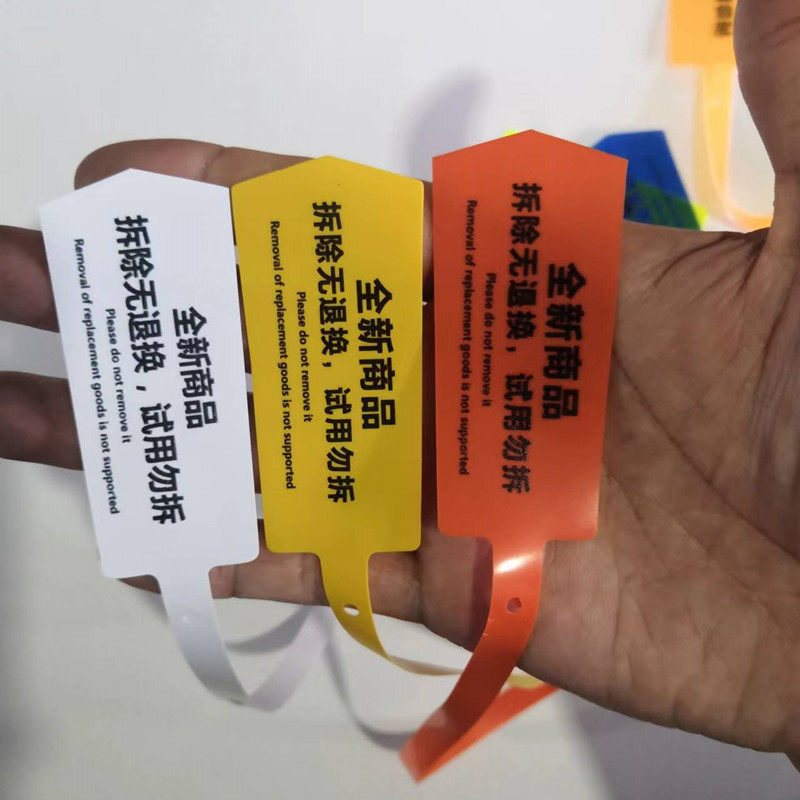 全新商品
拆除无退换，试用勿拆
Please do not remove it
Removal of replacement goods is not supported
全新商品
拆除无退换，试用勿拆
Please do not remove it
Removal of replacement goods is not supported
全新商品
拆除无退换，试用勿拆
Please do not remove it
Removal of replacement goods is not supported